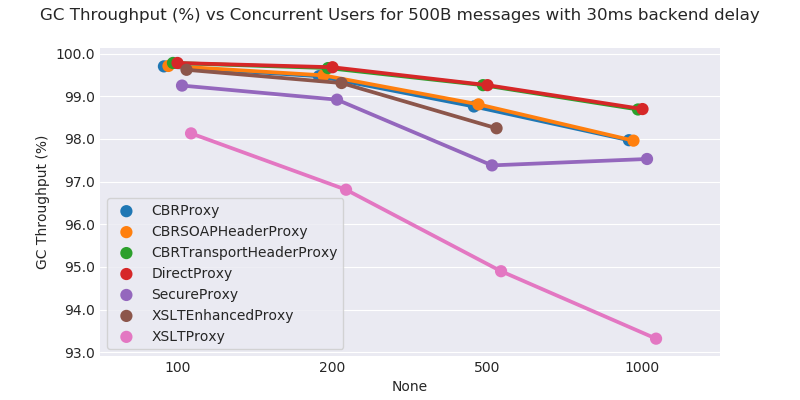 GC Throughput (%) vs Concurrent Users for 500B messages with 30ms backend delay
100.0
99.0
98.0
97.0
96.0
95.0
94.0
93.0
GC Throughput (%)
CBRProxy
CBRSOAPHeaderProxy
CBRTransportHeaderProxy
DirectProxy
SecureProxy
XSLTEnhancedProxy
XSLTProxy
100 200 500 1000
None